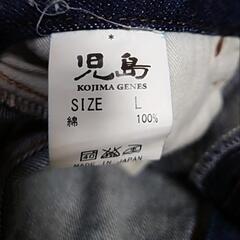 *
児島
KOJIMA GENES
SIZE L
綿 100%
MADE IN JAPAN